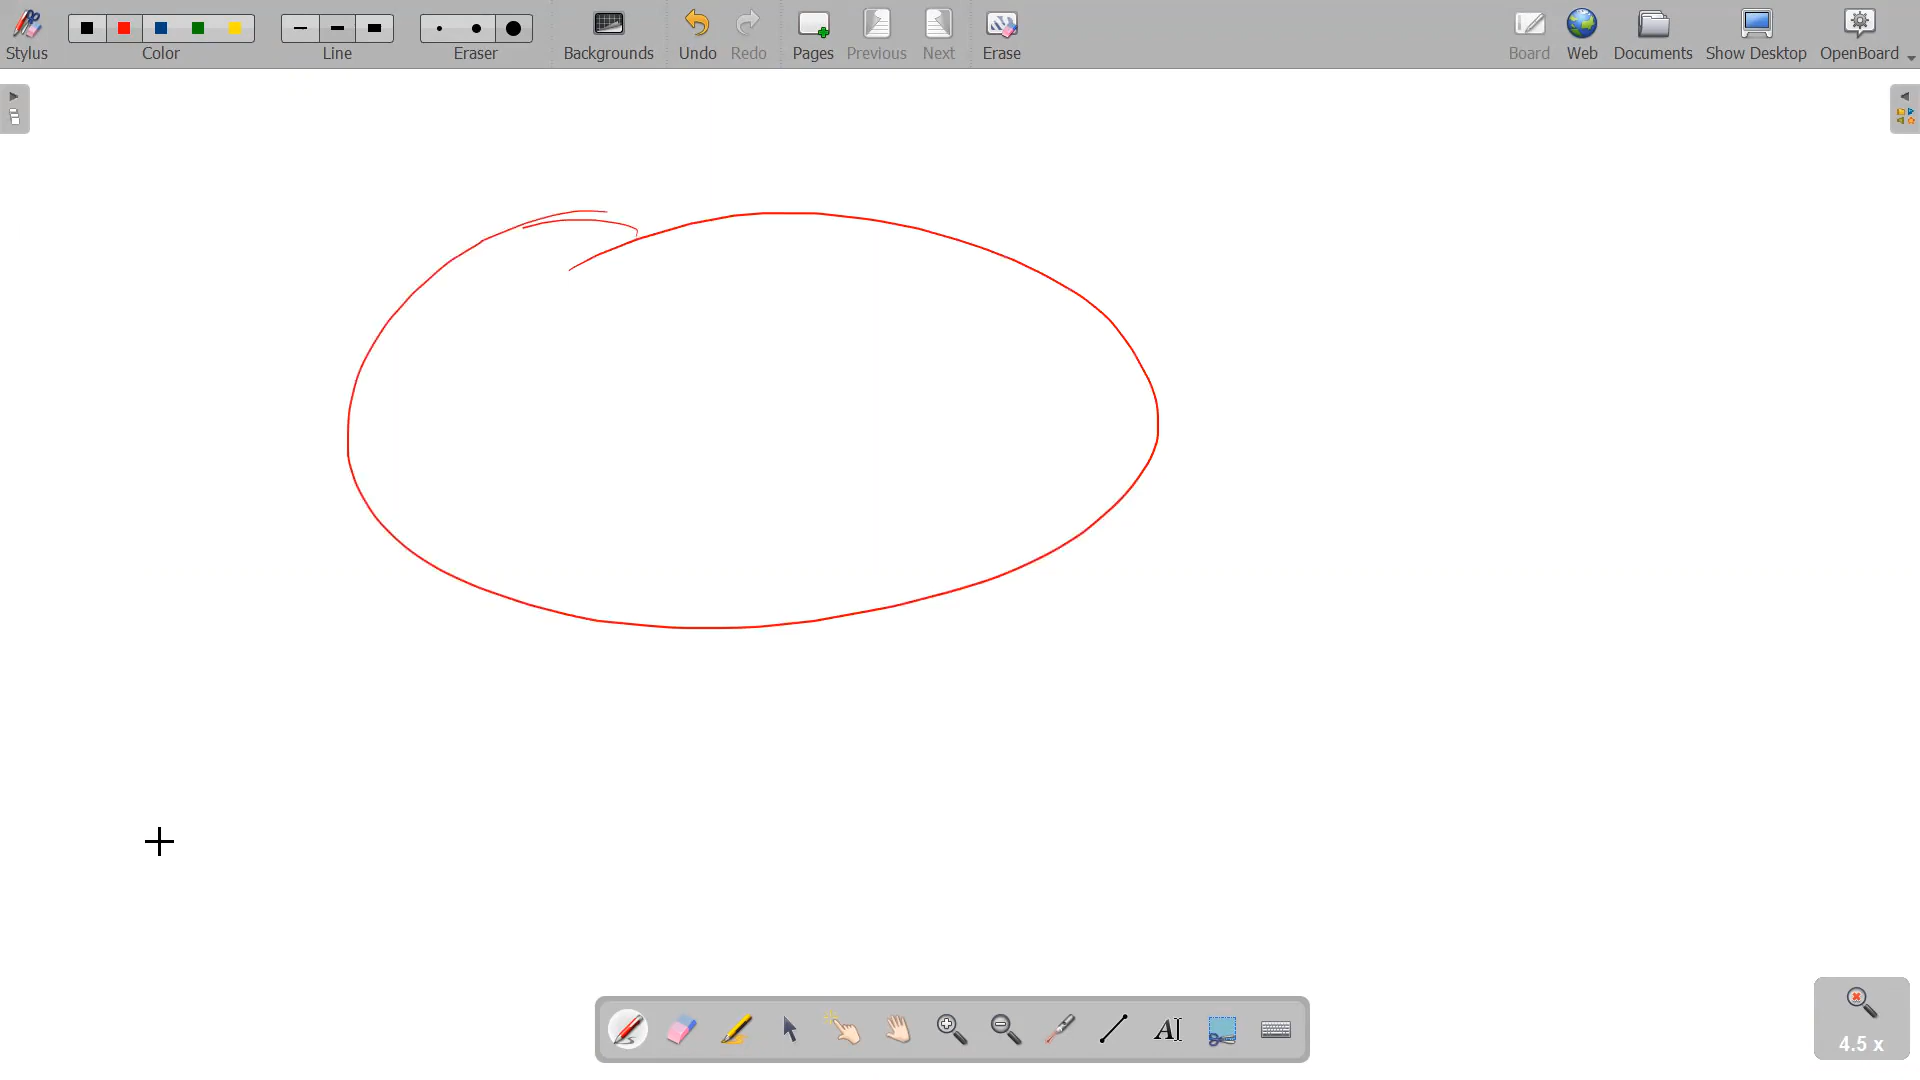 Stylus Color Line Eraser Backgrounds Undo Redo Pages Previous Next Erase Board Web Documents Show Desktop OpenBoard
AI
4.5 x